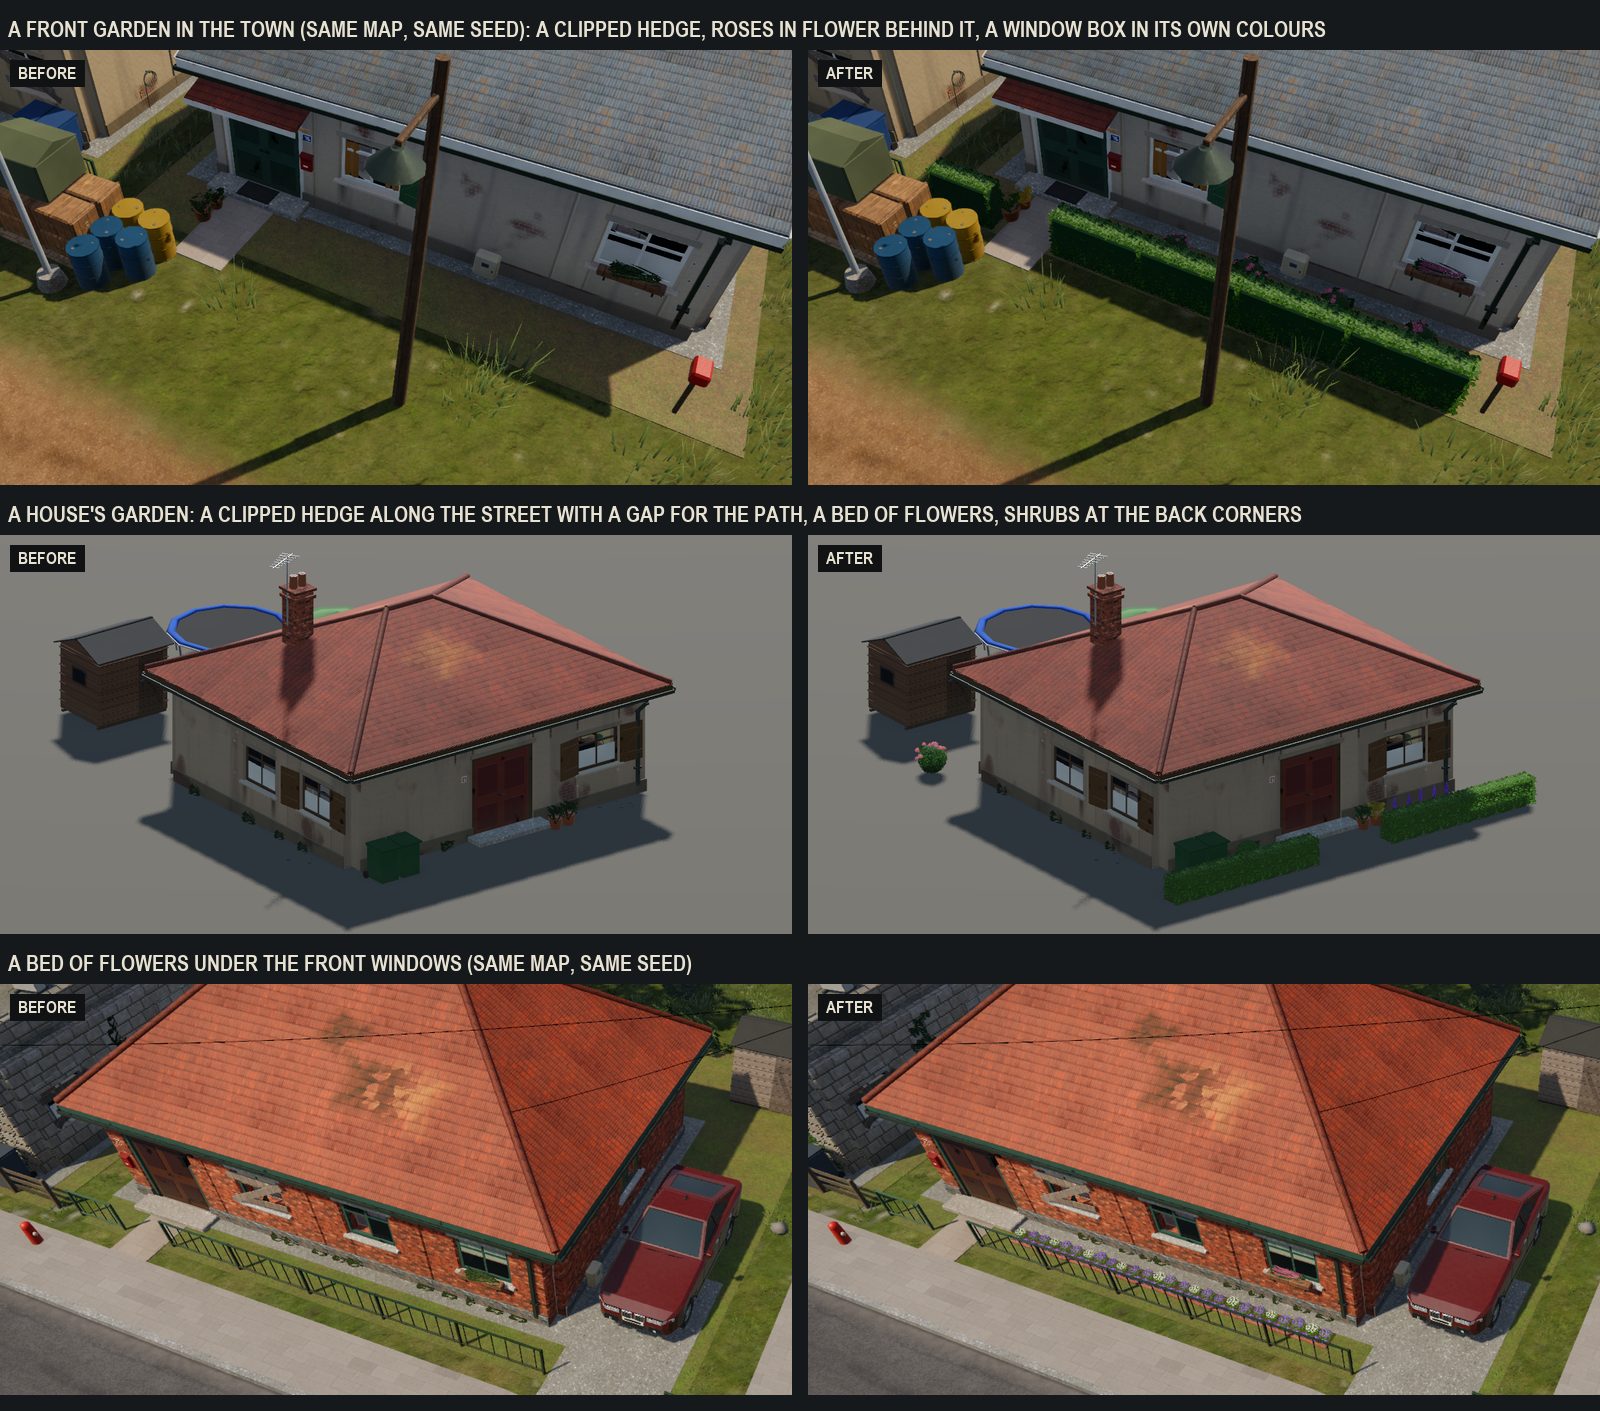 A FRONT GARDEN IN THE TOWN (SAME MAP, SAME SEED): A CLIPPED HEDGE, ROSES IN FLOWER BEHIND IT, A WINDOW BOX IN ITS OWN COLOURS
BEFORE
AFTER
A HOUSE'S GARDEN: A CLIPPED HEDGE ALONG THE STREET WITH A GAP FOR THE PATH, A BED OF FLOWERS, SHRUBS AT THE BACK CORNERS
BEFORE
AFTER
A BED OF FLOWERS UNDER THE FRONT WINDOWS (SAME MAP, SAME SEED)
BEFORE
AFTER